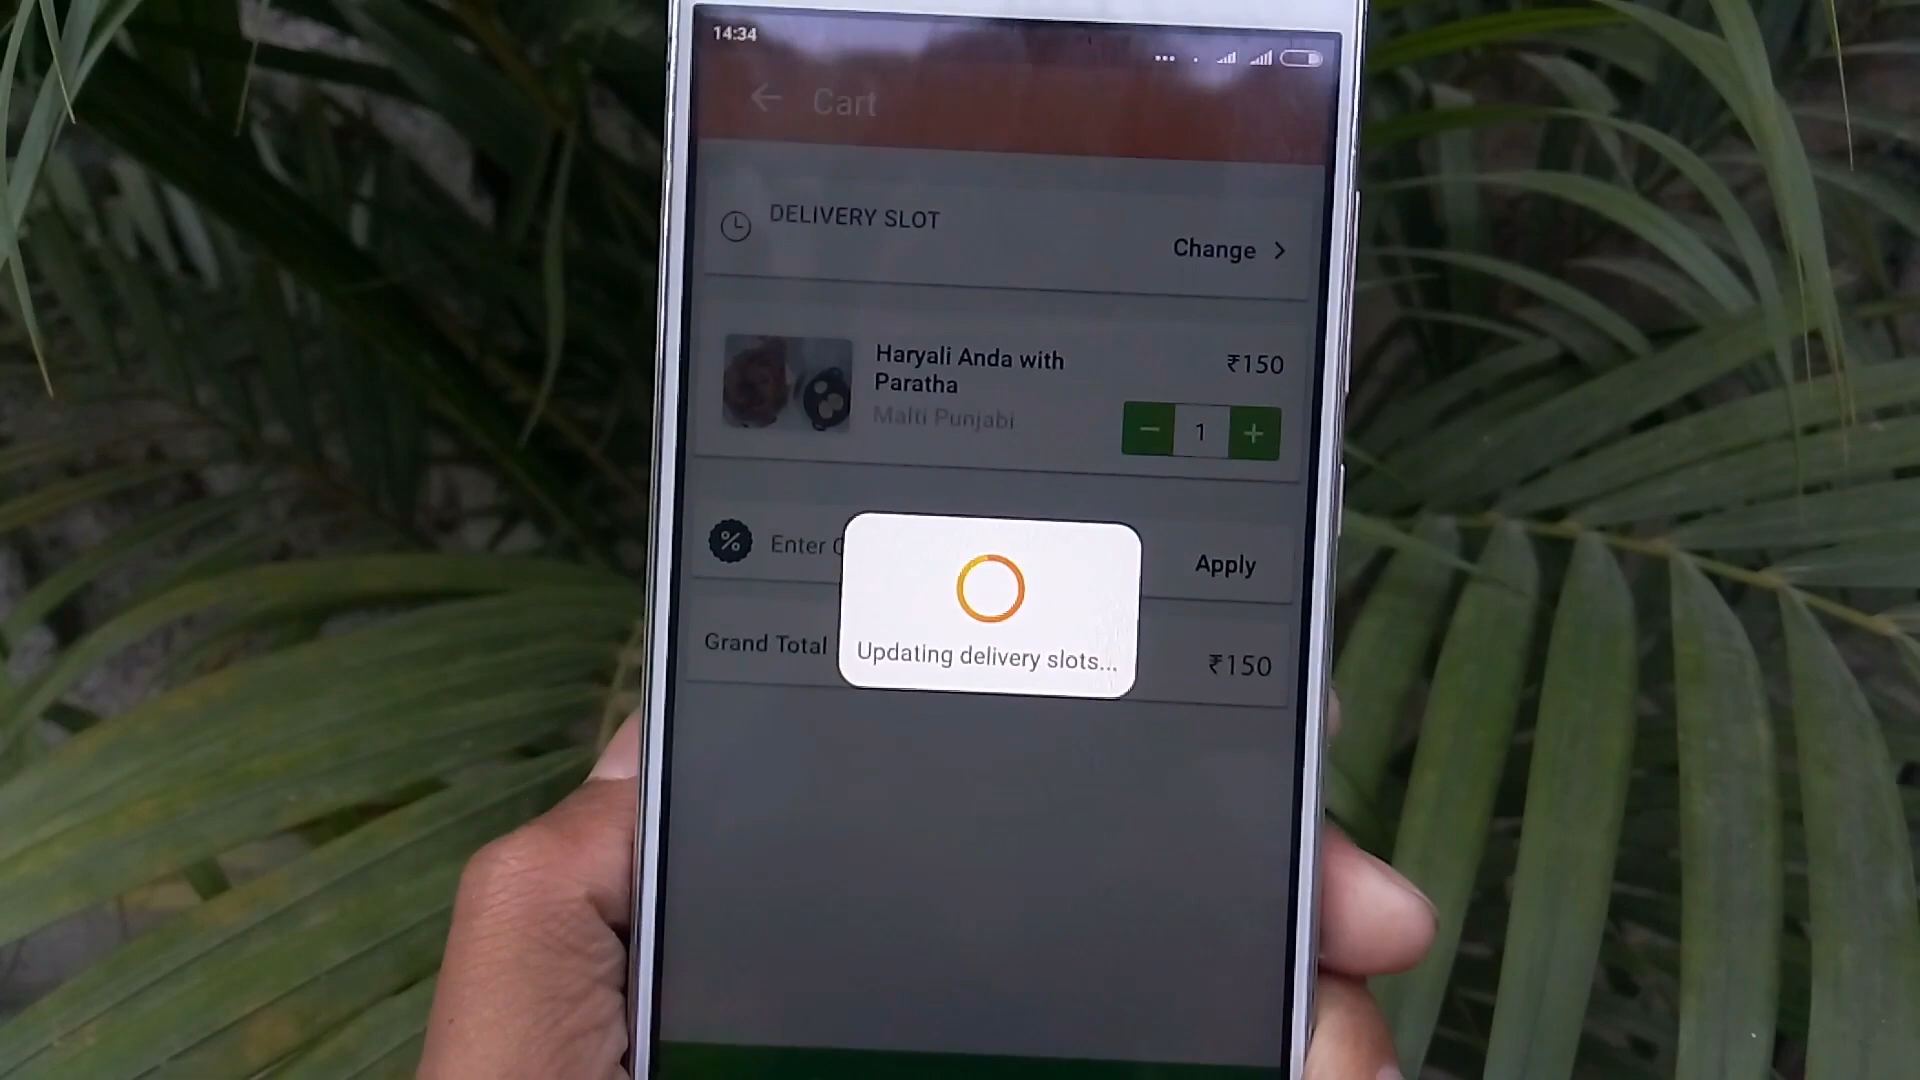 14:34
Cart
DELIVERY SLOT
Change
Haryali Anda with
Paratha
₹150
Malti Punjabi
1
Enter
Apply
Updating delivery slots...
Grand Total
₹150